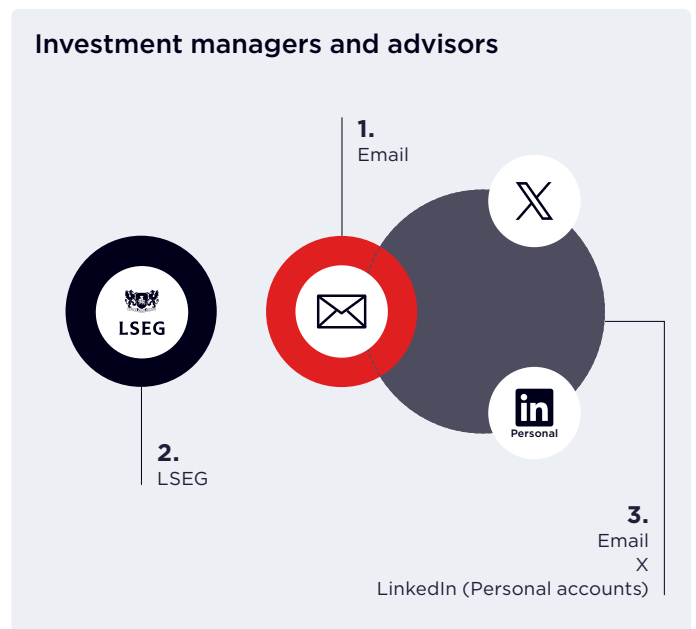 Investment managers and advisors
1.
Email
X
LSEG
in
Personal
2.
LSEG
3.
Email
X
LinkedIn (Personal accounts)